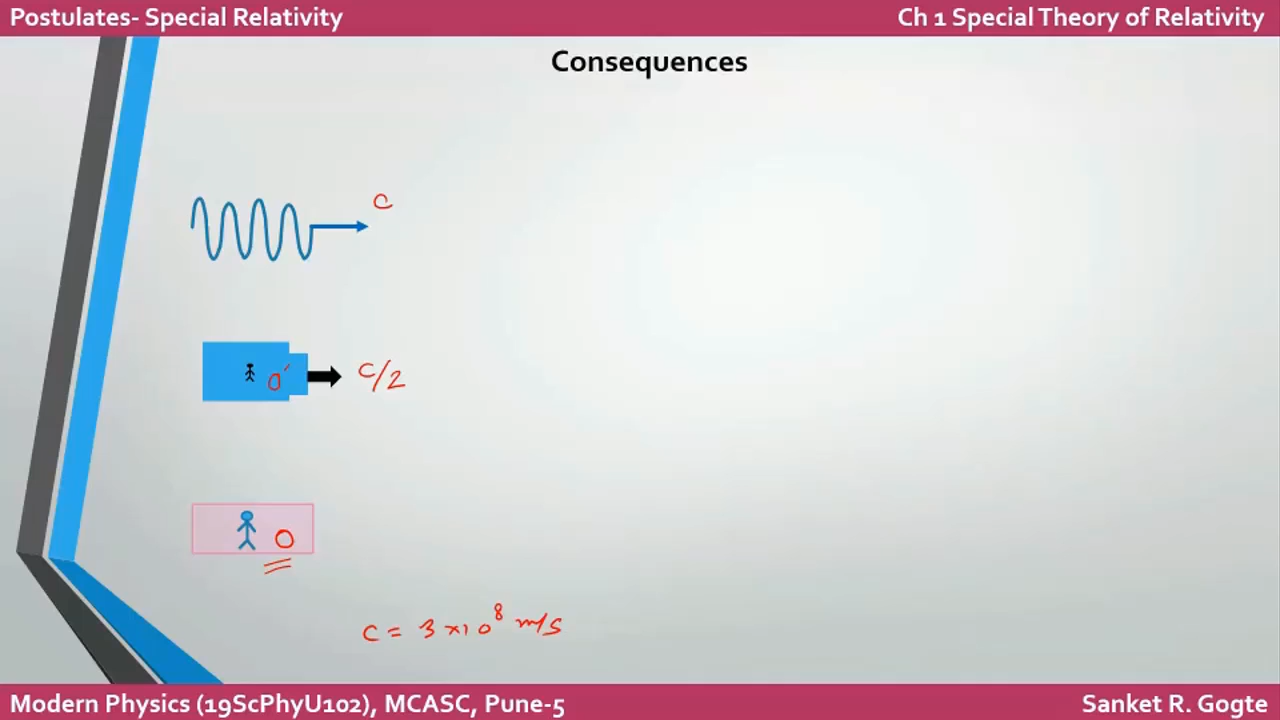 Postulates- Special Relativity
Ch 1 Special Theory of Relativity
Consequences
C
O′
C/2
O
C = 3 × 10⁸ m/s
Modern Physics (19ScPhyU102), MCASC, Pune-5
Sanket R. Gogte